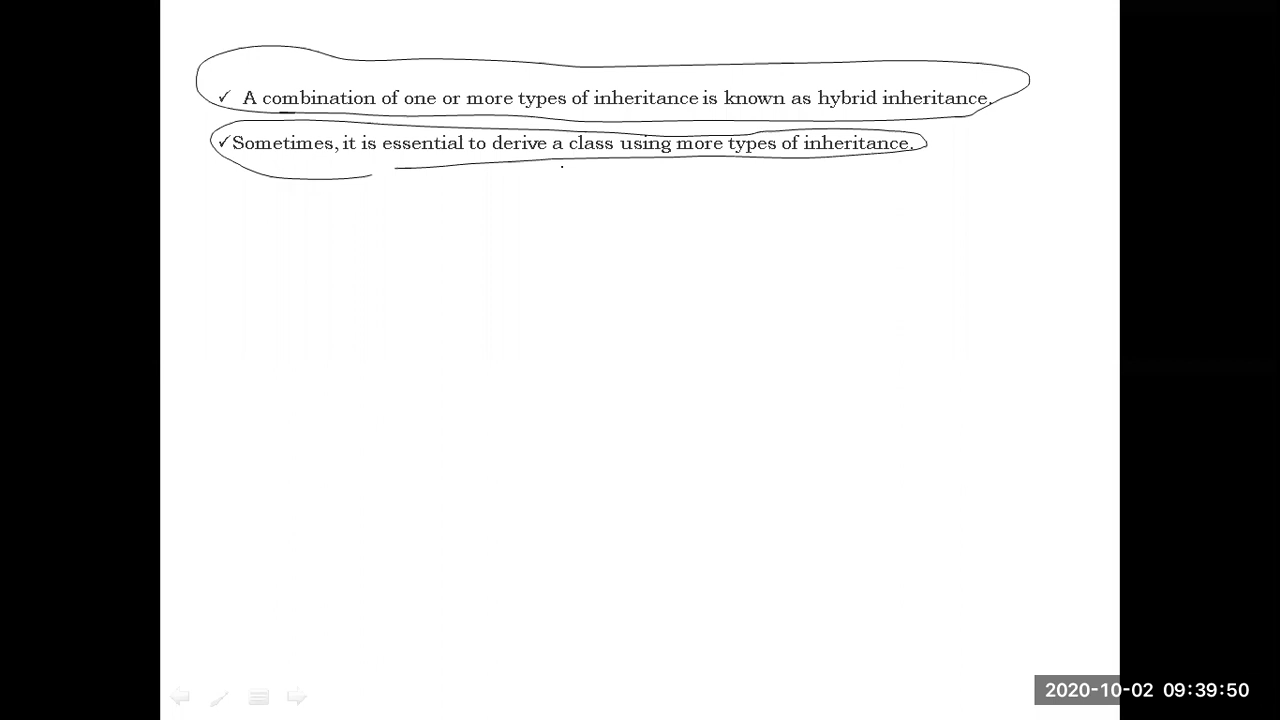 ✓ A combination of one or more types of inheritance is known as hybrid inheritance.
✓Sometimes, it is essential to derive a class using more types of inheritance.
2020-10-02 09:39:50